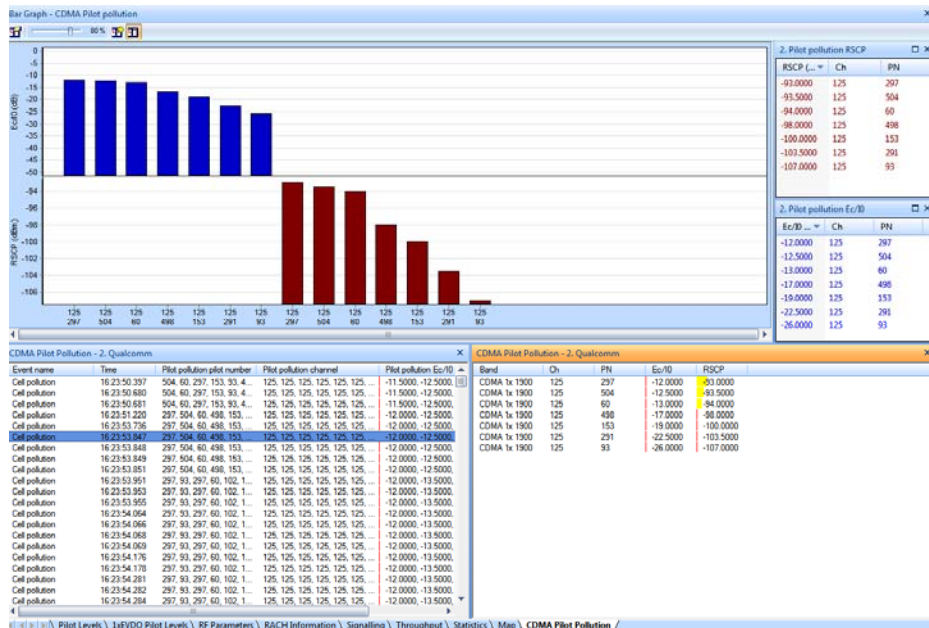 Bar Graph - CDMA Pilot pollution
80%
Ec/I0 (dB)
0
-5
-10
-15
-20
-25
-30
-35
-40
-45
-50
RSCP (dBm)
-94
-96
-98
-100
-102
-104
-106
125 125 125 125 125 125 125 125 125 125 125 125 125 125
297 504 60 498 153 291 93 297 504 60 498 153 291 93
2. Pilot pollution RSCP
RSCP (... Ch PN
-93.0000 125 297
-93.5000 125 504
-94.0000 125 60
-98.0000 125 498
-100.0000 125 153
-103.5000 125 291
-107.0000 125 93
2. Pilot pollution Ec/I0
Ec/I0 ... Ch PN
-12.0000 125 297
-12.5000 125 504
-13.0000 125 60
-17.0000 125 498
-19.0000 125 153
-22.5000 125 291
-26.0000 125 93
CDMA Pilot Pollution - 2. Qualcomm
Event name Time Pilot pollution pilot number Pilot pollution channel Pilot pollution Ec/I0
Cell pollution 16:23:50.397 504, 60, 297, 153, 93, 4... 125, 125, 125, 125, 125, 125, ... -11.5000, -12.5000,
Cell pollution 16:23:50.680 504, 60, 297, 153, 93, 4... 125, 125, 125, 125, 125, 125, ... -11.5000, -12.5000,
Cell pollution 16:23:50.681 504, 60, 297, 153, 93, 4... 125, 125, 125, 125, 125, 125, ... -11.5000, -12.5000,
Cell pollution 16:23:51.220 297, 504, 60, 498, 153, ... 125, 125, 125, 125, 125, 125, ... -12.0000, -12.5000,
Cell pollution 16:23:53.736 297, 504, 60, 498, 153, ... 125, 125, 125, 125, 125, 125, ... -12.0000, -12.5000,
Cell pollution 16:23:53.847 297, 504, 60, 498, 153, ... 125, 125, 125, 125, 125, 125, ... -12.0000, -12.5000,
Cell pollution 16:23:53.848 297, 504, 60, 498, 153, ... 125, 125, 125, 125, 125, 125, ... -12.0000, -12.5000,
Cell pollution 16:23:53.849 297, 504, 60, 498, 153, ... 125, 125, 125, 125, 125, 125, ... -12.0000, -12.5000,
Cell pollution 16:23:53.851 297, 504, 60, 498, 153, ... 125, 125, 125, 125, 125, 125, ... -12.0000, -12.5000,
Cell pollution 16:23:53.951 297, 93, 297, 60, 102, 1... 125, 125, 125, 125, 125, 125, ... -12.0000, -13.5000,
Cell pollution 16:23:53.953 297, 93, 297, 60, 102, 1... 125, 125, 125, 125, 125, 125, ... -12.0000, -13.5000,
Cell pollution 16:23:53.955 297, 93, 297, 60, 102, 1... 125, 125, 125, 125, 125, 125, ... -12.0000, -13.5000,
Cell pollution 16:23:54.064 297, 93, 297, 60, 102, 1... 125, 125, 125, 125, 125, 125, ... -12.0000, -13.5000,
Cell pollution 16:23:54.066 297, 93, 297, 60, 102, 1... 125, 125, 125, 125, 125, 125, ... -12.0000, -13.5000,
Cell pollution 16:23:54.068 297, 93, 297, 60, 102, 1... 125, 125, 125, 125, 125, 125, ... -12.0000, -13.5000,
Cell pollution 16:23:54.069 297, 93, 297, 60, 102, 1... 125, 125, 125, 125, 125, 125, ... -12.0000, -13.5000,
Cell pollution 16:23:54.176 297, 93, 297, 60, 102, 1... 125, 125, 125, 125, 125, 125, ... -12.0000, -13.5000,
Cell pollution 16:23:54.178 297, 93, 297, 60, 102, 1... 125, 125, 125, 125, 125, 125, ... -12.0000, -13.5000,
Cell pollution 16:23:54.281 297, 93, 297, 60, 102, 1... 125, 125, 125, 125, 125, 125, ... -12.0000, -13.5000,
Cell pollution 16:23:54.282 297, 93, 297, 60, 102, 1... 125, 125, 125, 125, 125, 125, ... -12.0000, -13.5000,
Cell pollution 16:23:54.284 297, 93, 297, 60, 102, 1... 125, 125, 125, 125, 125, 125, ... -12.0000, -13.5000,
CDMA Pilot Pollution - 2. Qualcomm
Band Ch PN Ec/I0 RSCP
CDMA 1x 1900 125 297 -12.0000 -93.0000
CDMA 1x 1900 125 504 -12.5000 -93.5000
CDMA 1x 1900 125 60 -13.0000 -94.0000
CDMA 1x 1900 125 498 -17.0000 -98.0000
CDMA 1x 1900 125 153 -19.0000 -100.0000
CDMA 1x 1900 125 291 -22.5000 -103.5000
CDMA 1x 1900 125 93 -26.0000 -107.0000
Pilot Levels \ 1xEVDO Pilot Levels \ RF Parameters \ RACH Information \ Signalling \ Throughput \ Statistics \ Map \ CDMA Pilot Pollution /